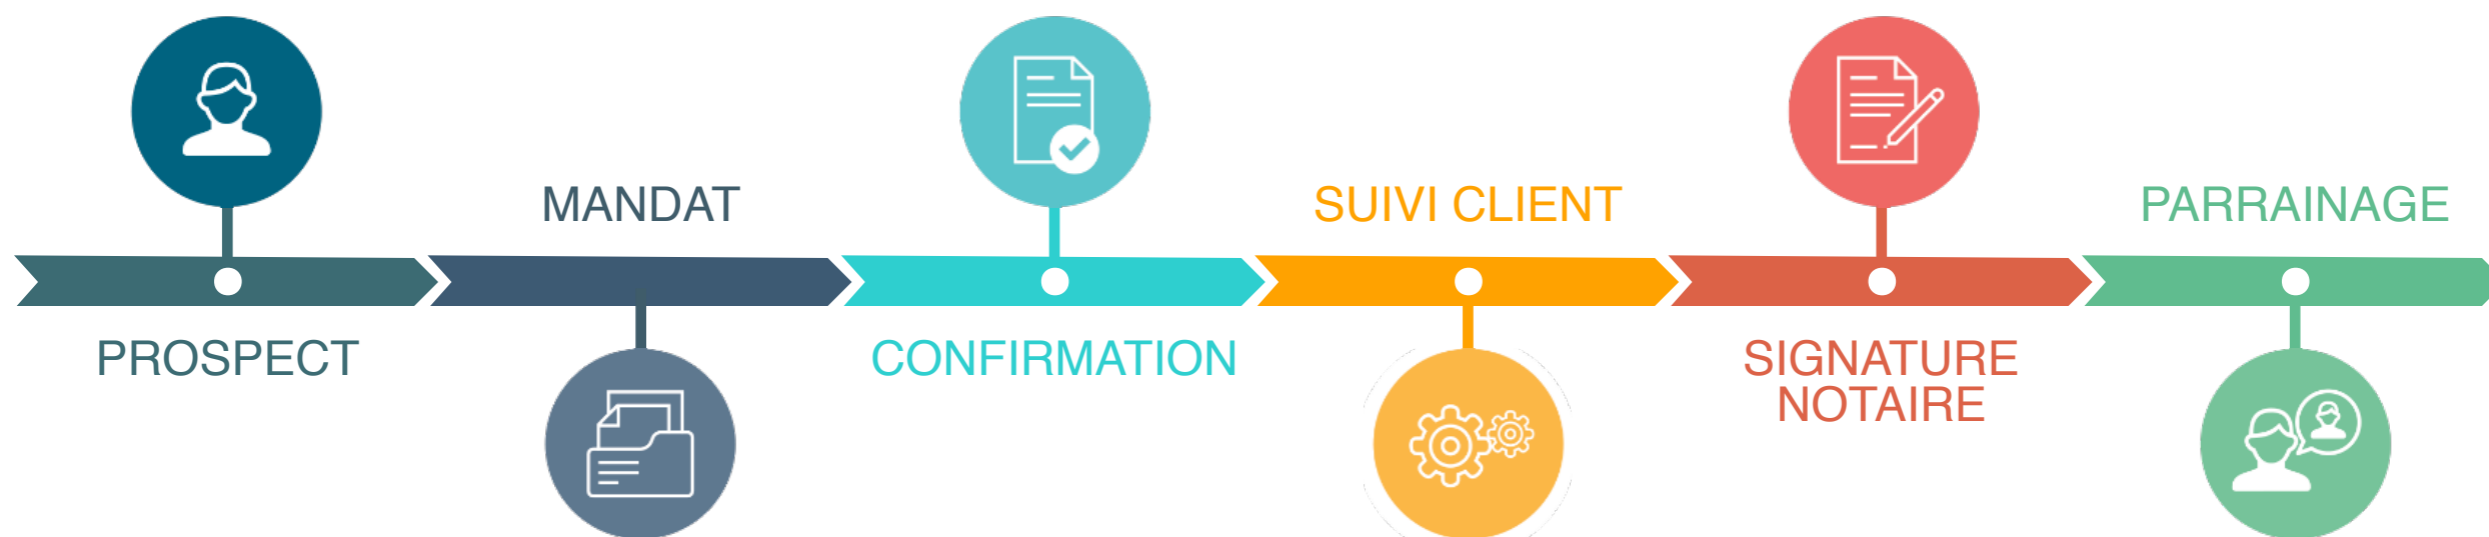 PROSPECT
MANDAT
CONFIRMATION
SUIVI CLIENT
SIGNATURE
NOTAIRE
PARRAINAGE